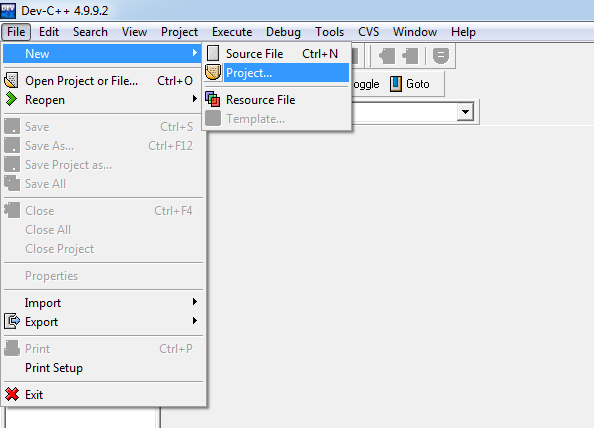 Dev-C++ 4.9.9.2
File Edit Search View Project Execute Debug Tools CVS Window Help
New
Source File Ctrl+N
Project...
Resource File
Template...
oggle Goto
Open Project or File... Ctrl+O
Reopen
Save Ctrl+S
Save As... Ctrl+F12
Save Project as...
Save All
Close Ctrl+F4
Close All
Close Project
Properties
Import
Export
Print Ctrl+P
Print Setup
Exit